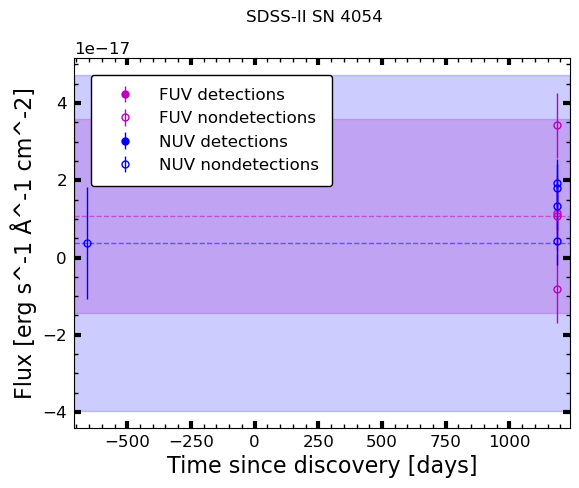 SDSS-II SN 4054
1e−17
FUV detections
FUV nondetections
NUV detections
NUV nondetections
4
2
0
−2
−4
Flux [erg s^-1 Å^-1 cm^-2]
−500 −250 0 250 500 750 1000
Time since discovery [days]